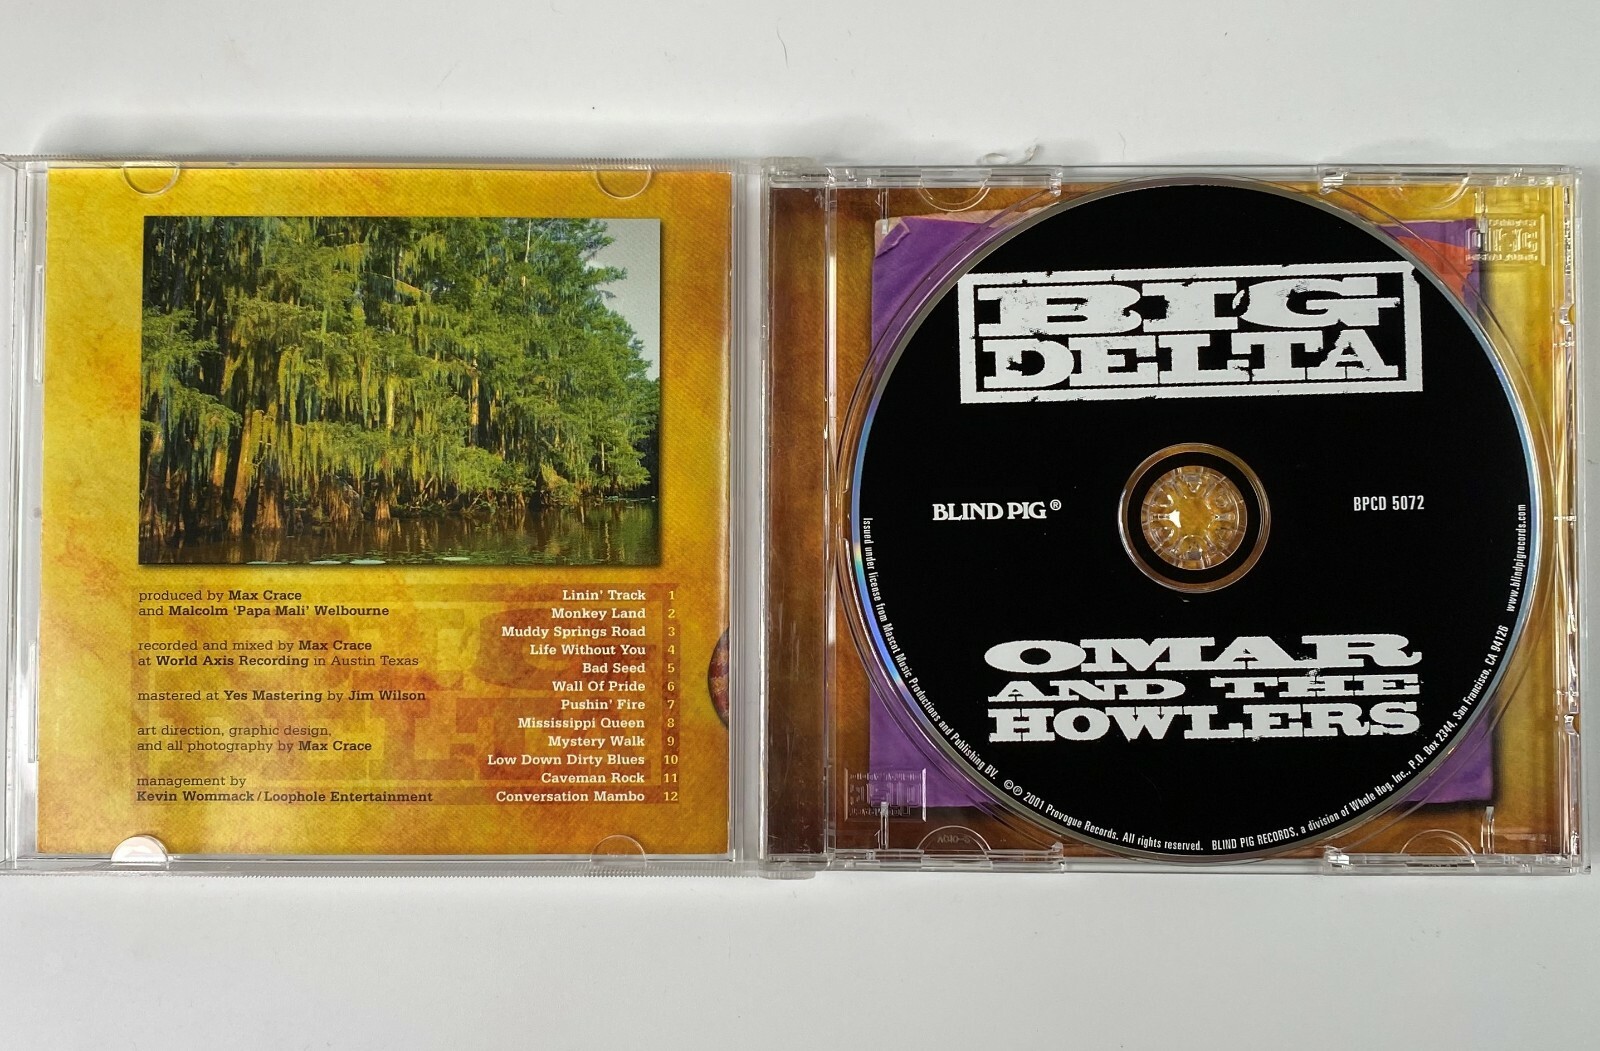 produced by Max Crace
and Malcolm 'Papa Mali' Welbourne
recorded and mixed by Max Crace
at World Axis Recording in Austin Texas
mastered at Yes Mastering by Jim Wilson
art direction, graphic design,
and all photography by Max Crace
management by
Kevin Wommack/Loophole Entertainment
Linin' Track 1
Monkey Land 2
Muddy Springs Road 3
Life Without You 4
Bad Seed 5
Wall Of Pride 6
Pushin' Fire 7
Mississippi Queen 8
Mystery Walk 9
Low Down Dirty Blues 10
Caveman Rock 11
Conversation Mambo 12
BIG
DELTA
BLIND PIG®
BPCD 5072
OMAR
AND THE
HOWLERS
Issued under license from Mascot Music Productions and Publishing BV. ©℗ 2001 Provogue Records. All rights reserved. BLIND PIG RECORDS, a division of Whole Hog, Inc., P.O. Box 2344, San Francisco, CA 94126 www.blindpigrecords.com